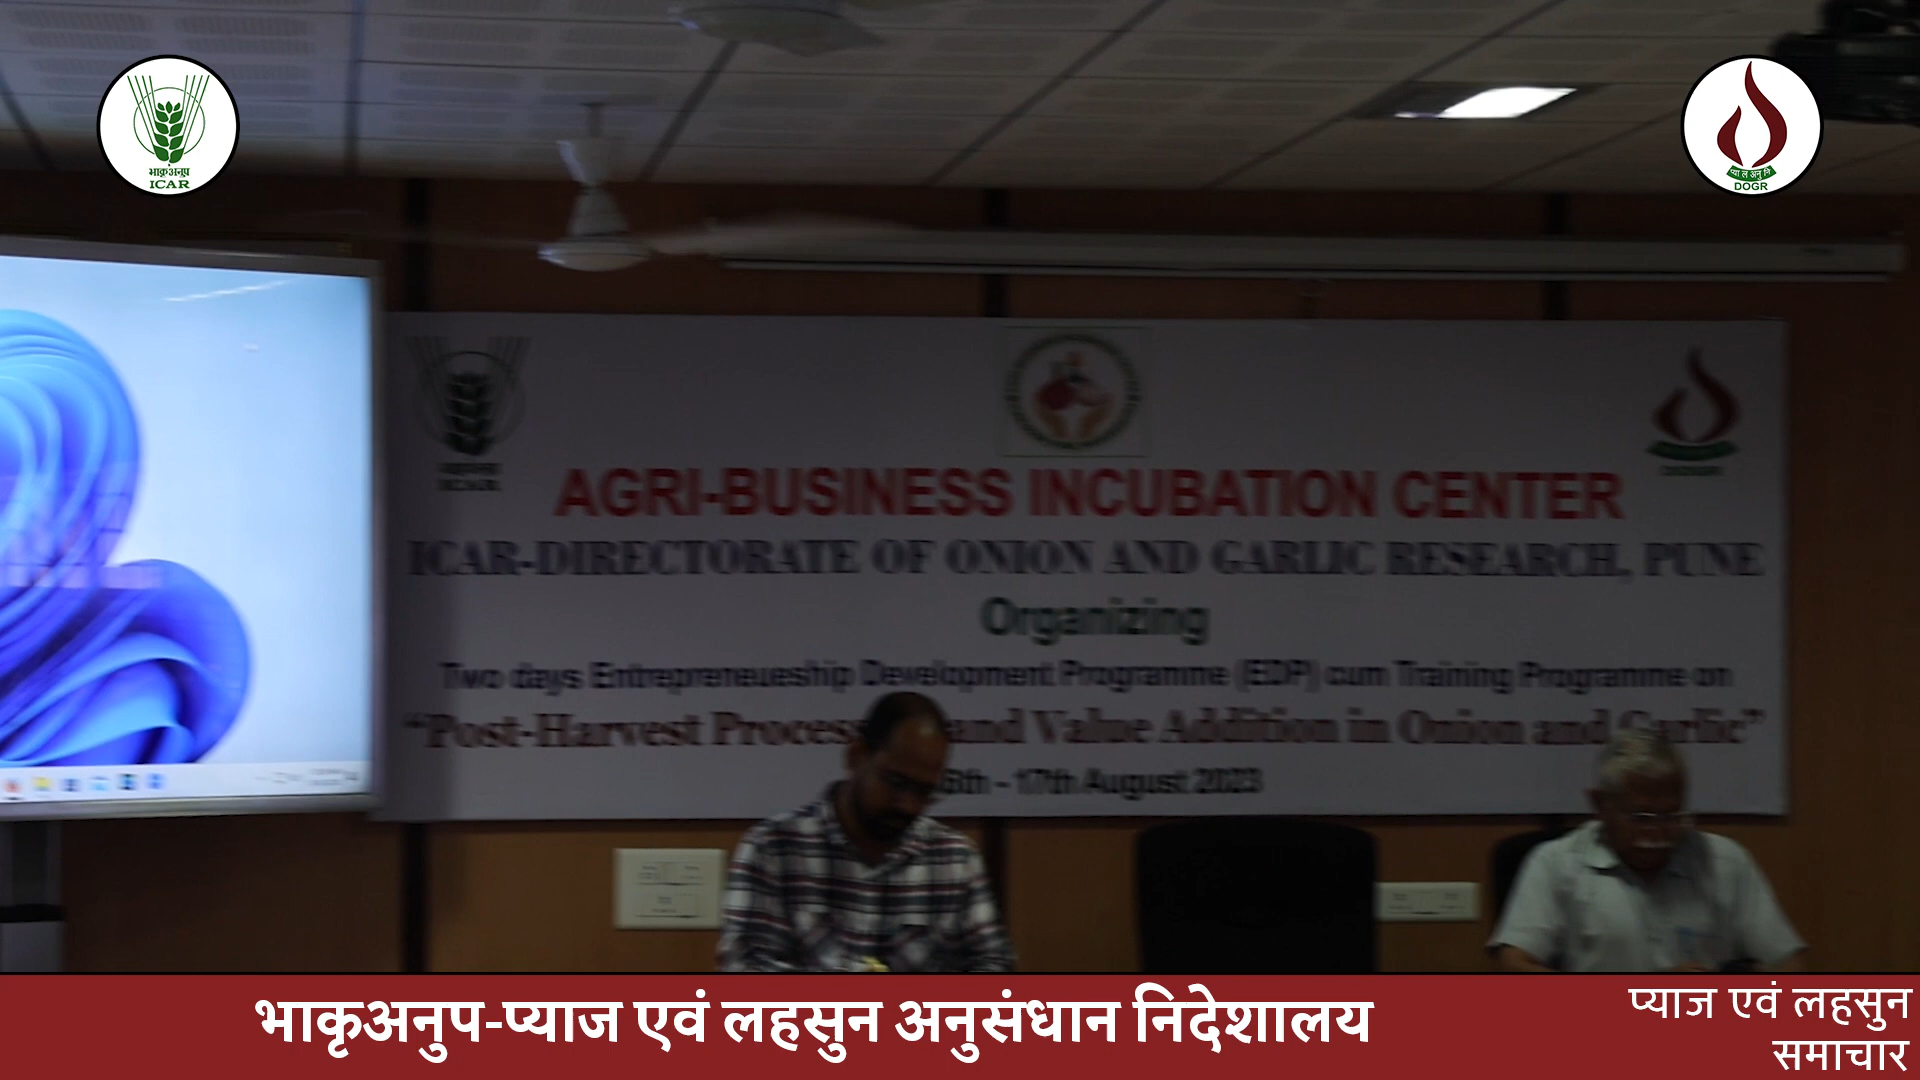 भाकृअनुप
ICAR
प्या ल अनु नि
DOGR
ICAR
AGRI-BUSINESS INCUBATION CENTER
ICAR-DIRECTORATE OF ONION AND GARLIC RESEARCH, PUNE
Organizing
Two days Entrepreneueship Development Programme (EDP) cum Training Programme on
“Post-Harvest and Value Addition in Onion and Garlic”
17th August 2023
भाकृअनुप-प्याज एवं लहसुन अनुसंधान निदेशालय
प्याज एवं लहसुन
समाचार